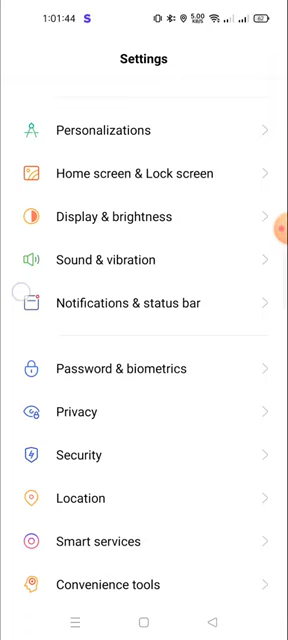 1:01:44 S 5.00 KB/S 62
Settings
Personalizations
Home screen & Lock screen
Display & brightness
Sound & vibration
Notifications & status bar
Password & biometrics
Privacy
Security
Location
Smart services
Convenience tools